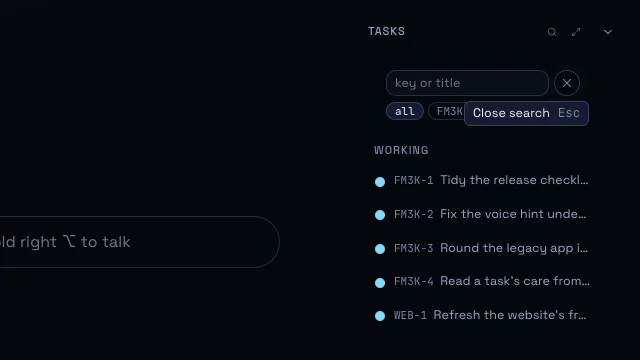 TASKS
key or title
all FM3K Close search Esc
WORKING
FM3K-1 Tidy the release checkl…
FM3K-2 Fix the voice hint unde…
old right ⌥ to talk
FM3K-3 Round the legacy app i…
FM3K-4 Read a task's care from…
WEB-1 Refresh the website's fr…